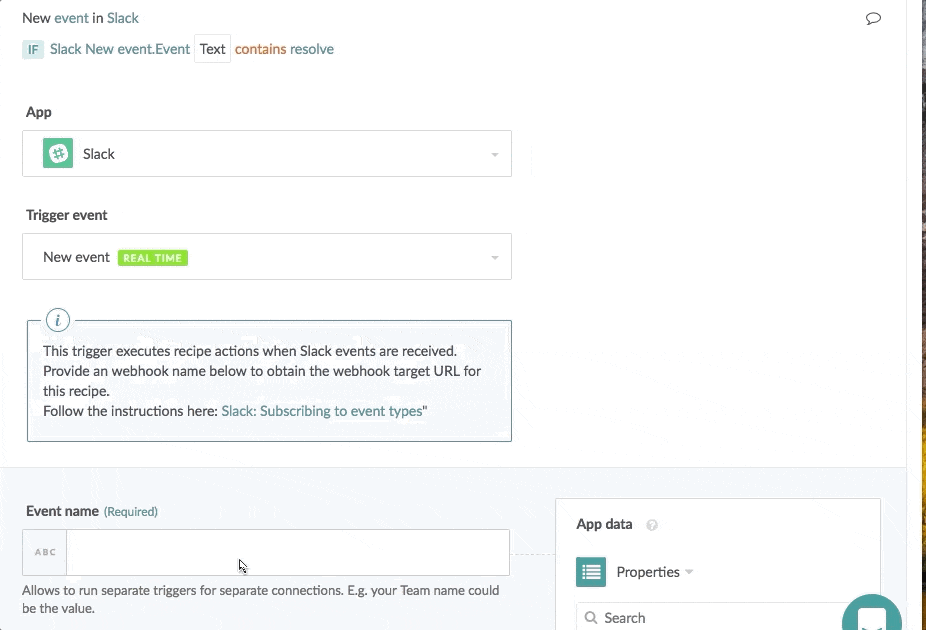 New event in Slack
IF Slack New event.Event Text contains resolve
App
Slack
Trigger event
New event REAL TIME
i
This trigger executes recipe actions when Slack events are received.
Provide an webhook name below to obtain the webhook target URL for
this recipe.
Follow the instructions here: Slack: Subscribing to event types"
Event name (Required)
ABC
Allows to run separate triggers for separate connections. E.g. your Team name could
be the value.
App data ?
Properties
Search